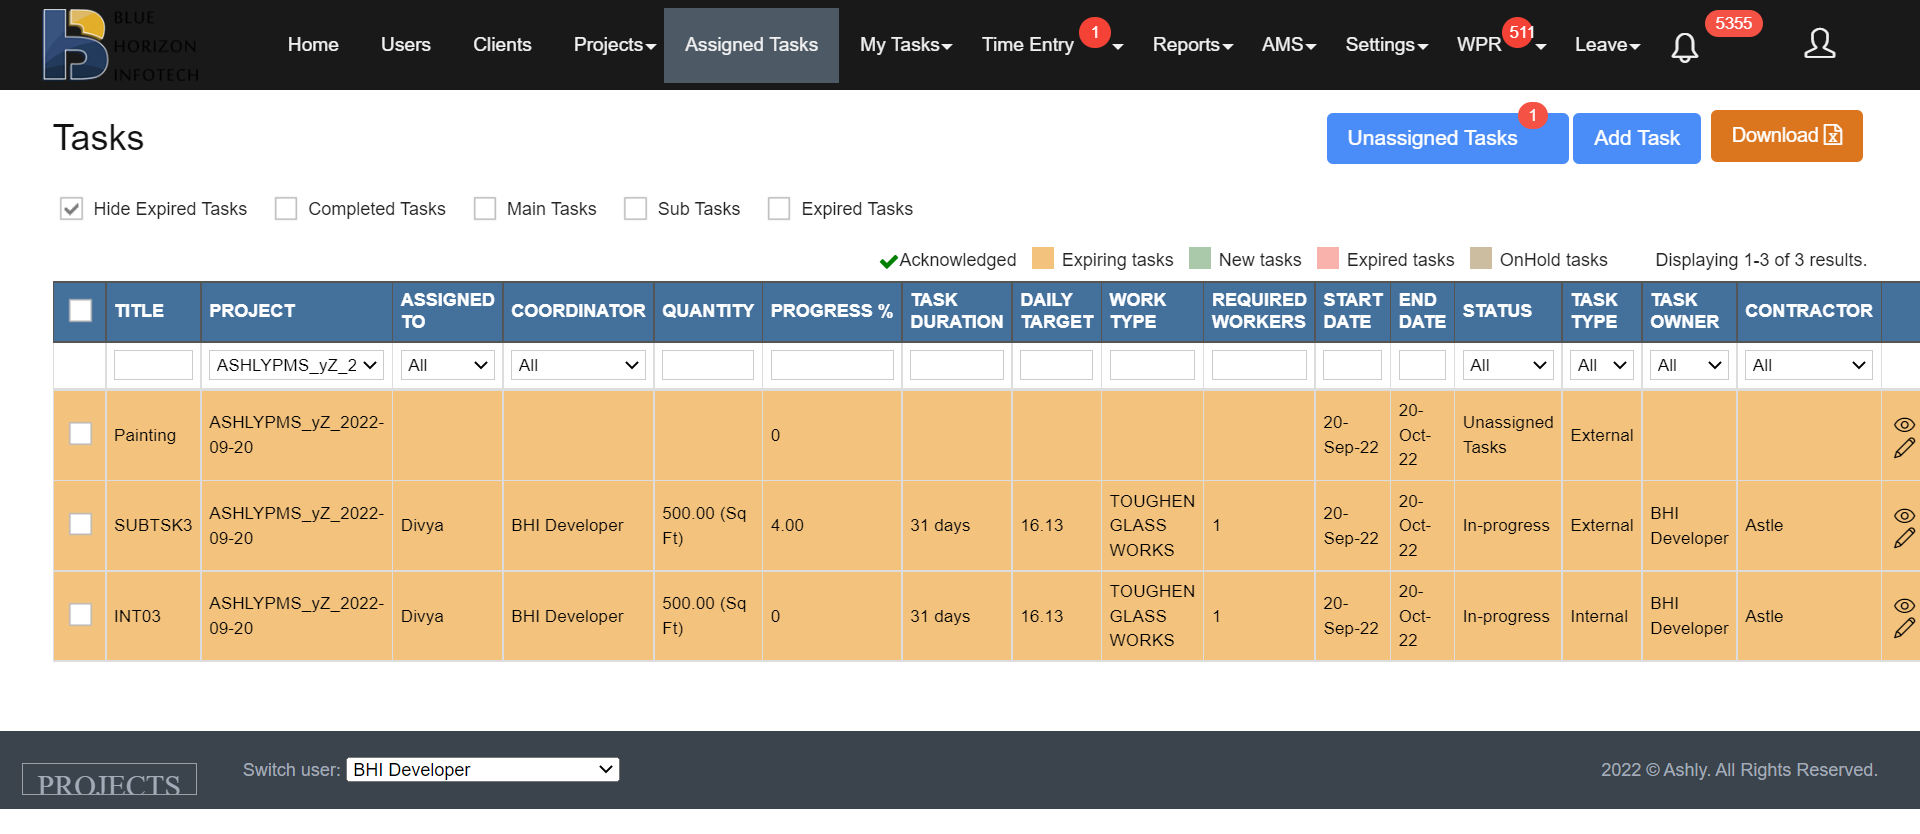 BLUE
HORIZON
INFOTECH
Home Users Clients Projects Assigned Tasks My Tasks Time Entry 1 Reports AMS Settings WPR 511 Leave 5355
Tasks
Unassigned Tasks 1 Add Task Download
Hide Expired Tasks Completed Tasks Main Tasks Sub Tasks Expired Tasks
Acknowledged Expiring tasks New tasks Expired tasks OnHold tasks Displaying 1-3 of 3 results.
TITLE PROJECT ASSIGNED TO COORDINATOR QUANTITY PROGRESS % TASK DURATION DAILY TARGET WORK TYPE REQUIRED WORKERS START DATE END DATE STATUS TASK TYPE TASK OWNER CONTRACTOR
ASHLYPMS_yZ_2 All All All All All All
Painting ASHLYPMS_yZ_2022-09-20 0 20-Sep-22 20-Oct-22 Unassigned Tasks External
SUBTSK3 ASHLYPMS_yZ_2022-09-20 Divya BHI Developer 500.00 (Sq Ft) 4.00 31 days 16.13 TOUGHEN GLASS WORKS 1 20-Sep-22 20-Oct-22 In-progress External BHI Developer Astle
INT03 ASHLYPMS_yZ_2022-09-20 Divya BHI Developer 500.00 (Sq Ft) 0 31 days 16.13 TOUGHEN GLASS WORKS 1 20-Sep-22 20-Oct-22 In-progress Internal BHI Developer Astle
PROJECTS Switch user: BHI Developer 2022 © Ashly. All Rights Reserved.